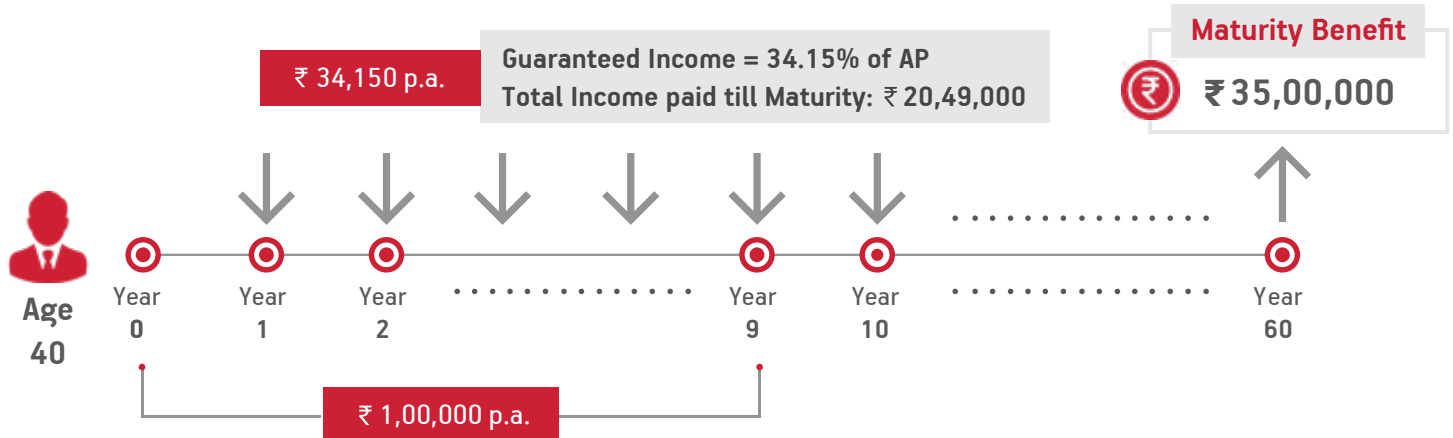 Maturity Benefit
₹ 35,00,000
₹ 34,150 p.a.
Guaranteed Income = 34.15% of AP
Total Income paid till Maturity: ₹ 20,49,000
Age
40
Year
0
Year
1
Year
2
Year
9
Year
10
Year
60
₹ 1,00,000 p.a.